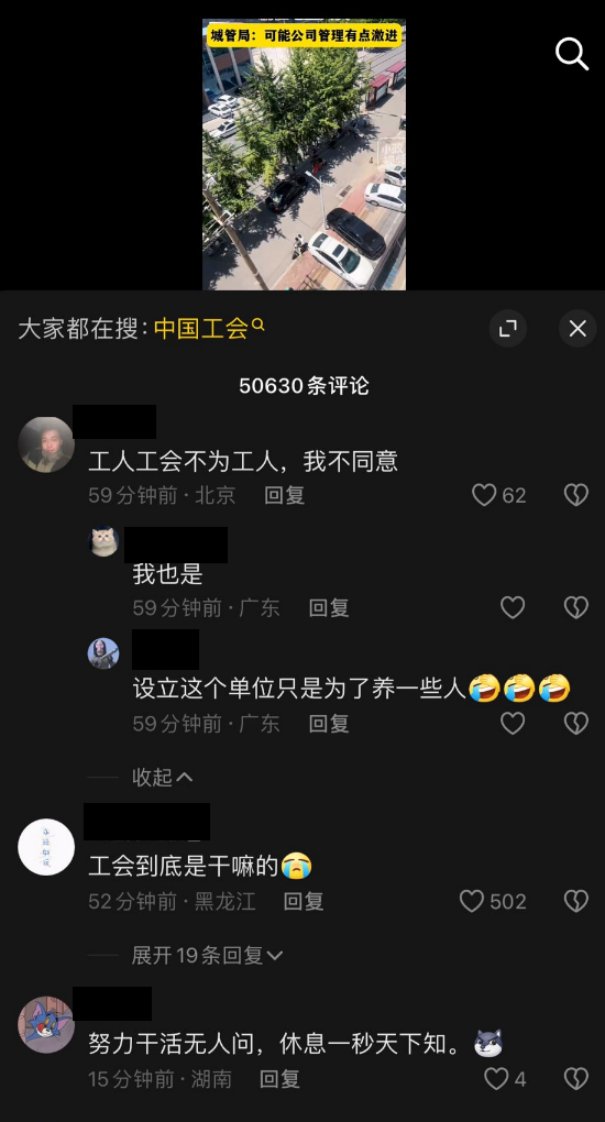 城管局：可能公司管理有点激进
大家都在搜：中国工会
50630条评论
工人工会不为工人，我不同意
59分钟前·北京 回复 62
我也是
59分钟前·广东 回复
设立这个单位只是为了养一些人🤣🤣🤣
59分钟前·广东 回复
收起
工会到底是干嘛的😭
52分钟前·黑龙江 回复 502
展开19条回复
努力干活无人问，休息一秒天下知。
15分钟前·湖南 回复 4